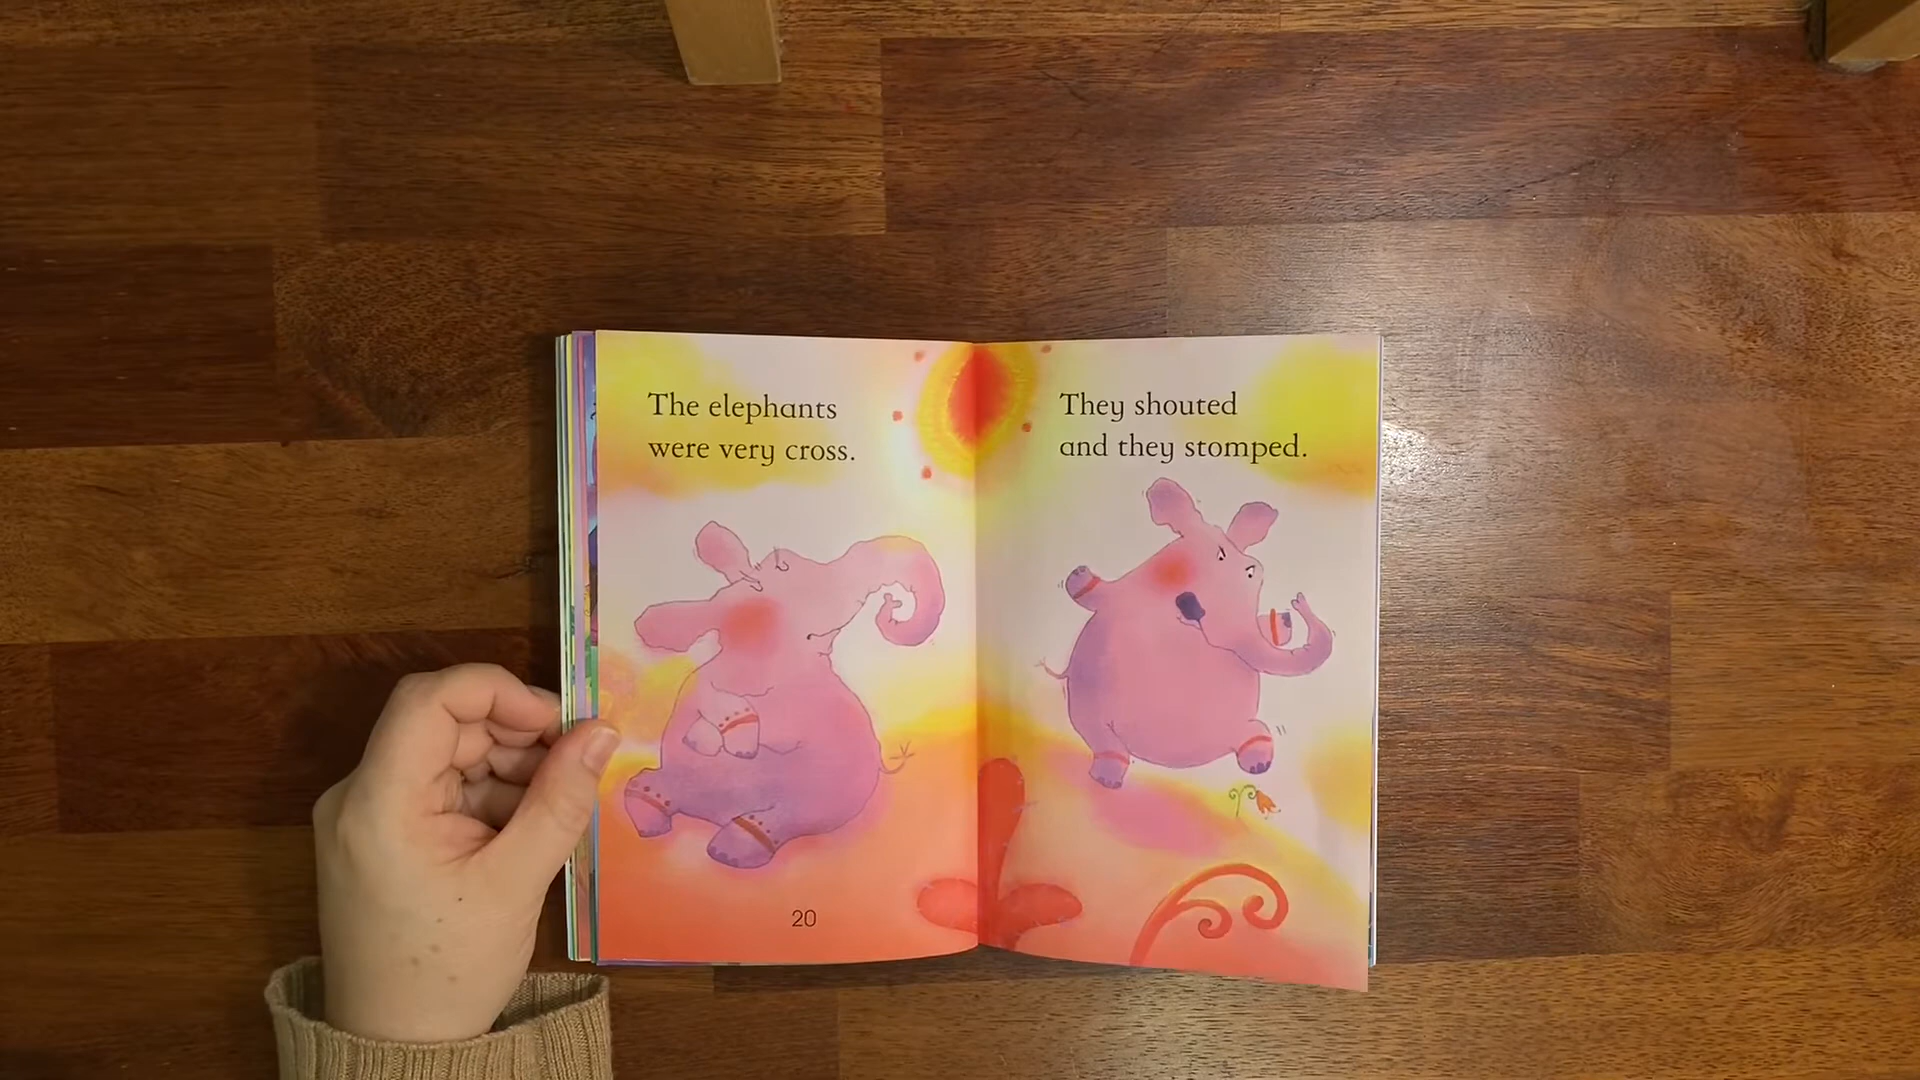 The elephants
were very cross.
20
They shouted
and they stomped.